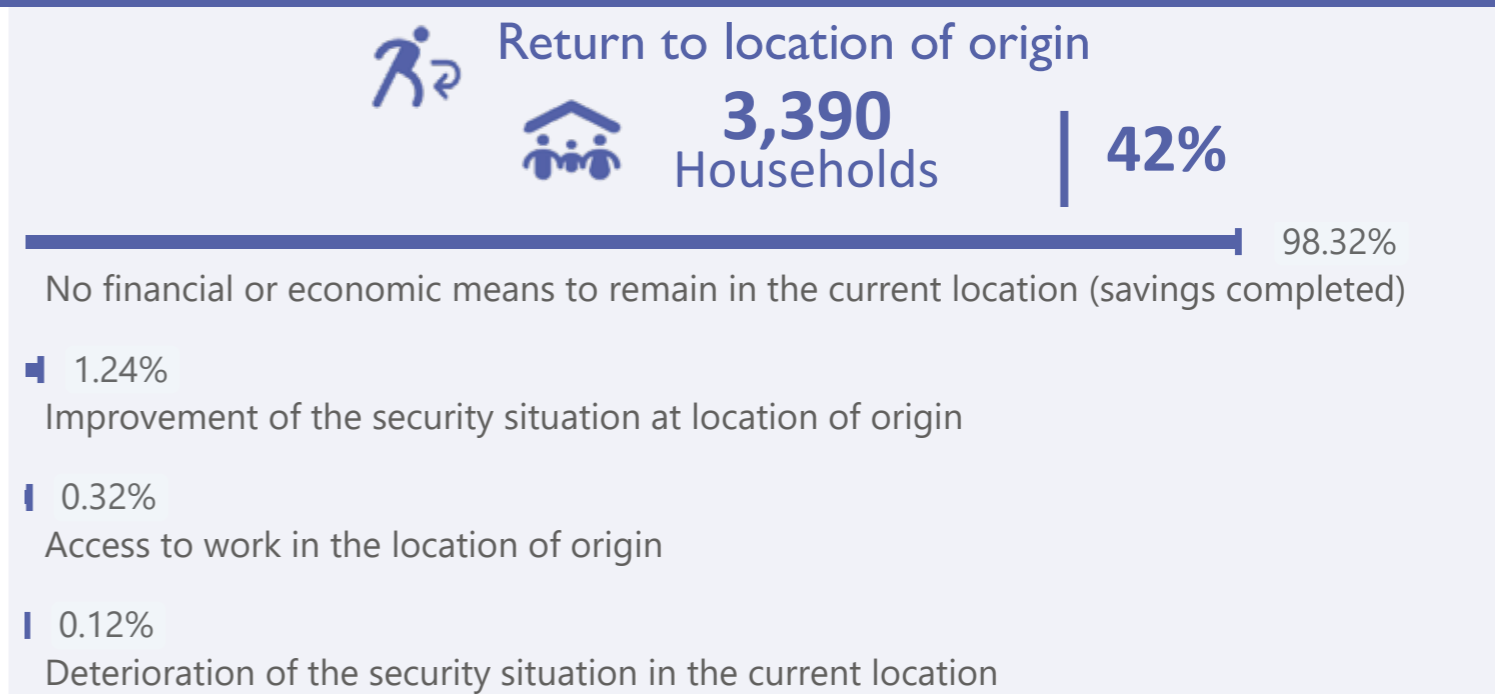 Return to location of origin
3,390
Households
42%
98.32%
No financial or economic means to remain in the current location (savings completed)
1.24%
Improvement of the security situation at location of origin
0.32%
Access to work in the location of origin
0.12%
Deterioration of the security situation in the current location